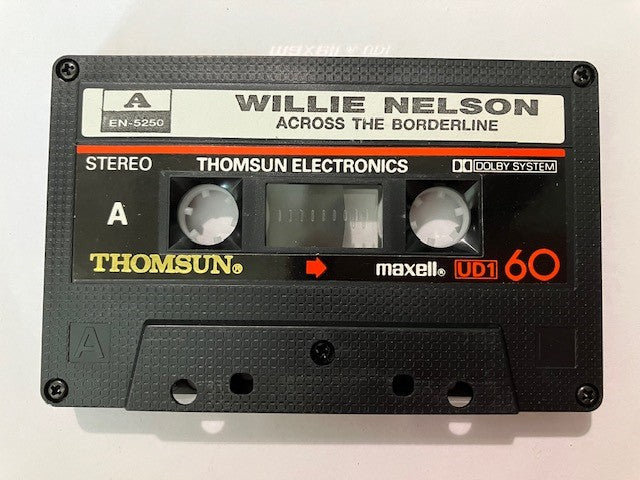 A
EN-5250
WILLIE NELSON
ACROSS THE BORDERLINE
STEREO
THOMSUN ELECTRONICS
DOLBY SYSTEM
A
THOMSUN®
maxell® UD1 60
A